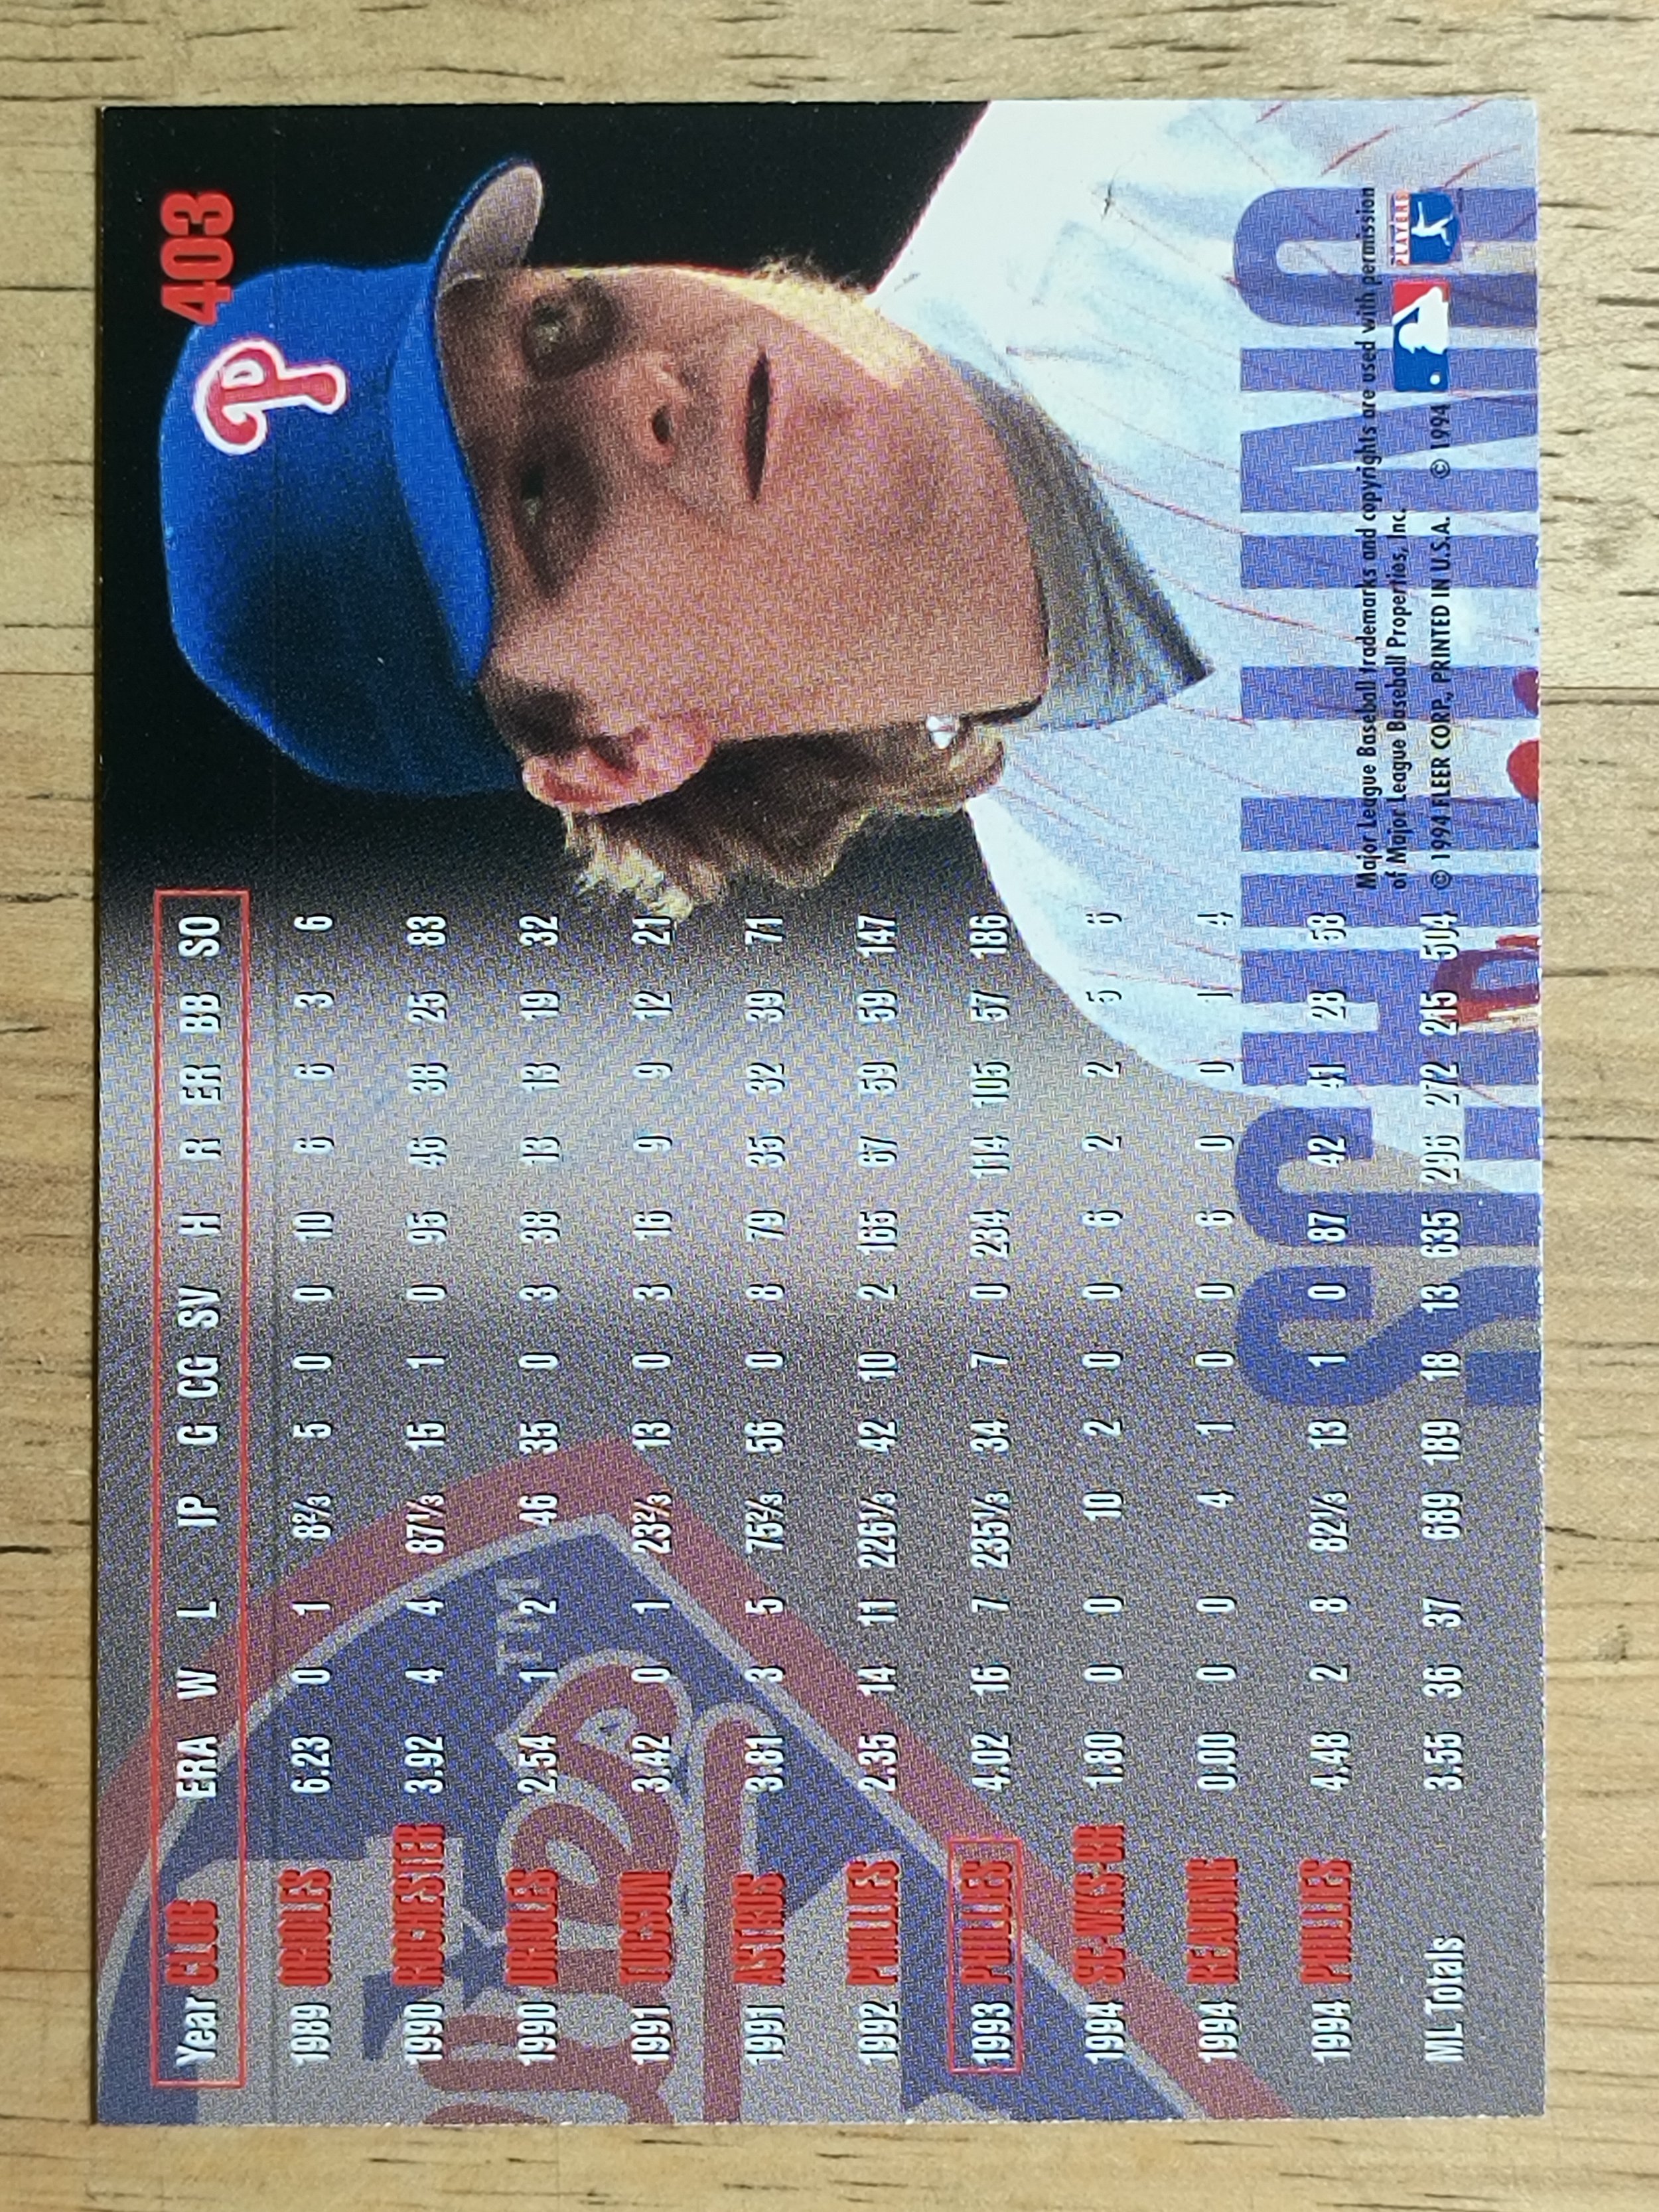 403
P
Year CLUB ERA W L IP G CG SV H R ER BB SO
1989 ORIOLES 6.23 0 1 8⅔ 5 0 0 10 6 6 3 6
1990 ROCHESTER 3.92 4 4 87⅓ 15 1 0 95 46 38 25 83
1990 ORIOLES 2.54 1 2 46 35 0 3 38 13 13 19 32
1991 TUCSON 3.42 0 1 23⅔ 13 0 3 16 9 9 12 21
1991 ASTROS 3.81 3 5 75⅔ 56 0 8 79 35 32 39 71
1992 PHILLIES 2.35 14 11 226⅓ 42 10 2 165 67 59 59 147
1993 PHILLIES 4.02 16 7 235⅓ 34 7 0 234 114 105 57 186
1994 SC-WKS-BR 1.80 0 0 10 2 0 0 6 2 2 5 6
1994 READING 0.00 0 0 4 1 0 0 6 0 0 1 4
1994 PHILLIES 4.48 2 8 82⅓ 13 1 0 87 42 41 28 58
ML Totals 3.55 36 37 689 189 18 13 635 296 272 215 504
TM
SCHILLING
Major League Baseball trademarks and copyrights are used with permission
of Major League Baseball Properties, Inc.
© 1994 FLEER CORP., PRINTED IN U.S.A. © 1994
PLAYERS